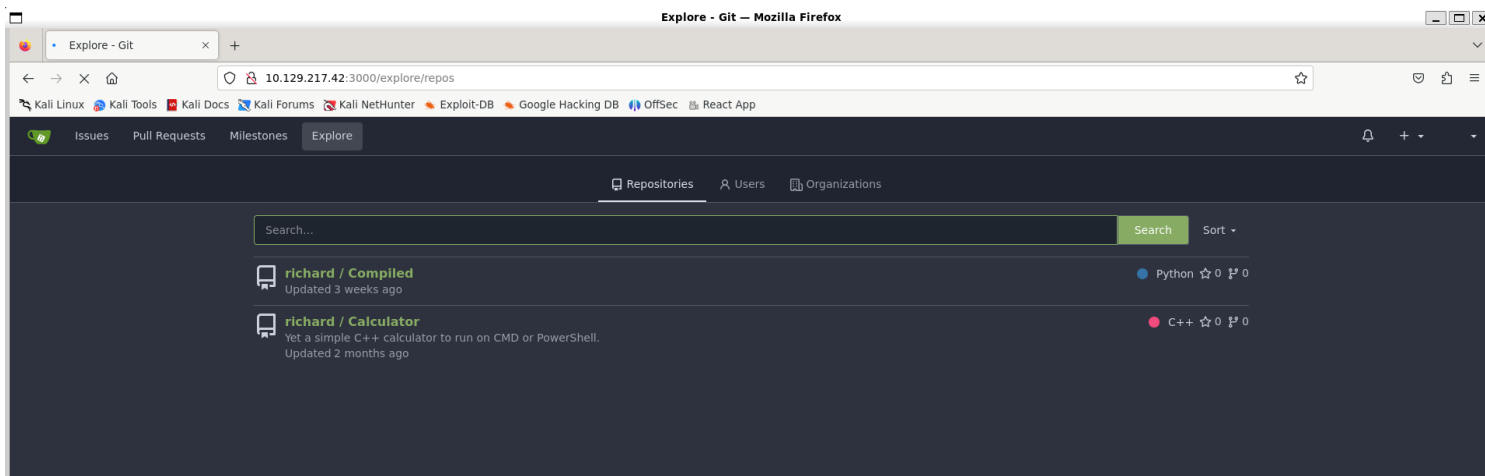 Explore - Git — Mozilla Firefox
Explore - Git
10.129.217.42:3000/explore/repos
Kali Linux Kali Tools Kali Docs Kali Forums Kali NetHunter Exploit-DB Google Hacking DB OffSec React App
Issues Pull Requests Milestones Explore
Repositories Users Organizations
Search... Search Sort
richard / Compiled Python 0 0
Updated 3 weeks ago
richard / Calculator C++ 0 0
Yet a simple C++ calculator to run on CMD or PowerShell.
Updated 2 months ago